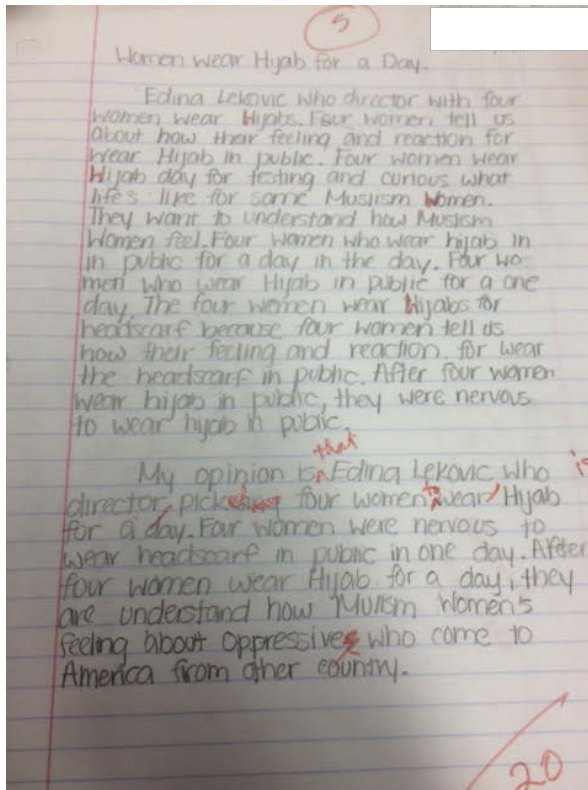 5
Women wear Hijab for a Day.
Edina Lekovic who director with four
women wear Hijabs. Four women tell us
about how their feeling and reaction for
wear Hijab in public. Four women wear
Hijab day for testing and curious what
life's like for some Muslism Women.
They want to understand how Muslism
Women feel. Four women who wear hijab in
in public for a day in the day. Four wo-
men who wear Hijab in public for a one
day. The four women wear Hijabs for
headscarf because four women tell us
how their feeling and reaction. for wear
the headscarf in public. After four women
wear hijab in public, they were nervous
to wear hijab in public.
that
My opinion is Edina Lekovic who is
director, pick four women to wear Hijab
for a day. Four women were nervous to
wear headscarf in public in one day. After
four women wear Hijab for a day, they
are understand how Mulism Women's
feeling about oppressive who come to
America from other country.
20